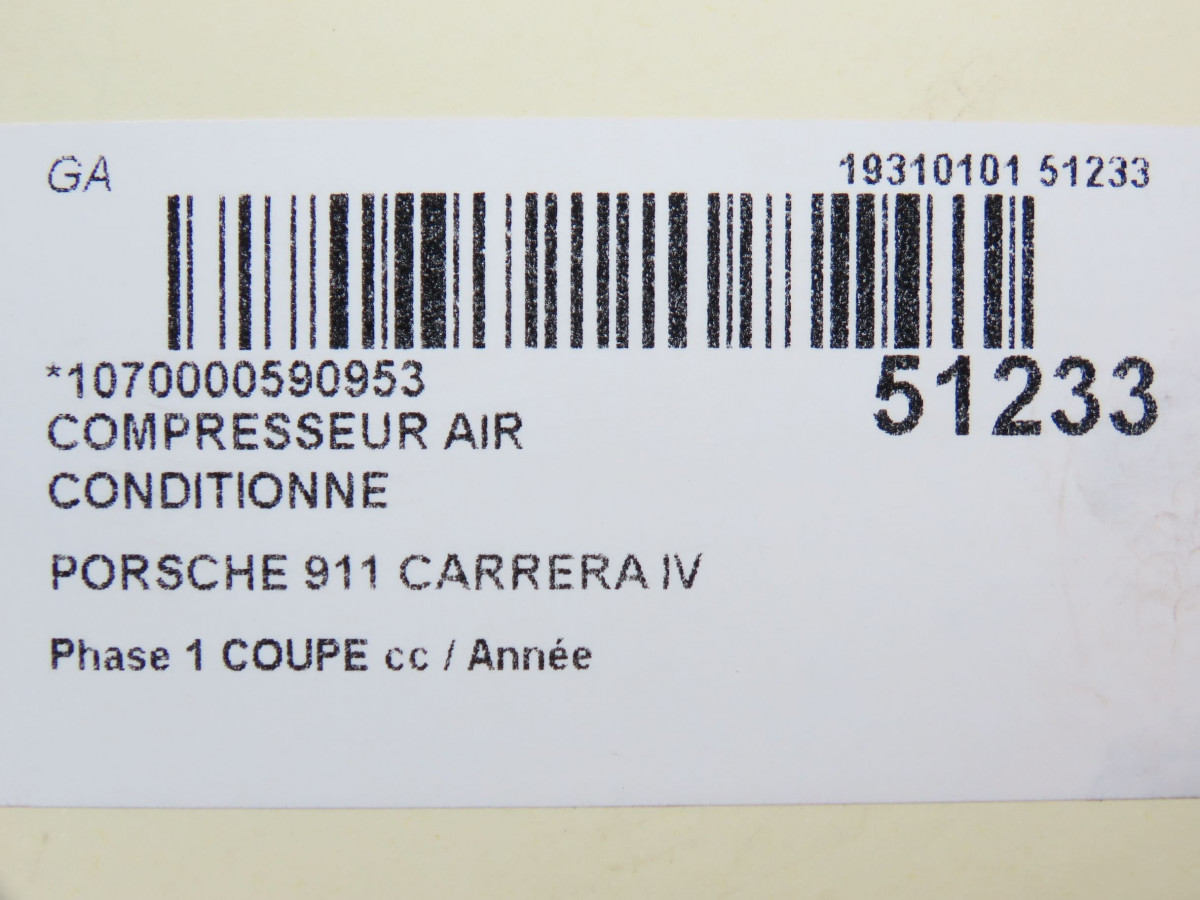 GA
19310101 51233
*1070000590953
51233
COMPRESSEUR AIR
CONDITIONNE
PORSCHE 911 CARRERA IV
Phase 1 COUPE cc / Année